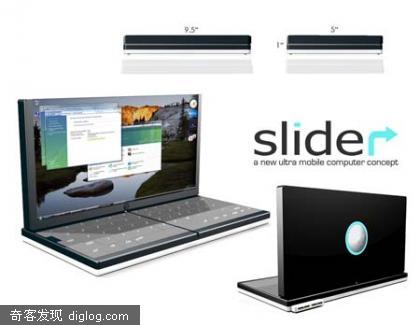 9.5" 5"
1"
slider
a new ultra mobile computer concept
奇客发现 diglog.com